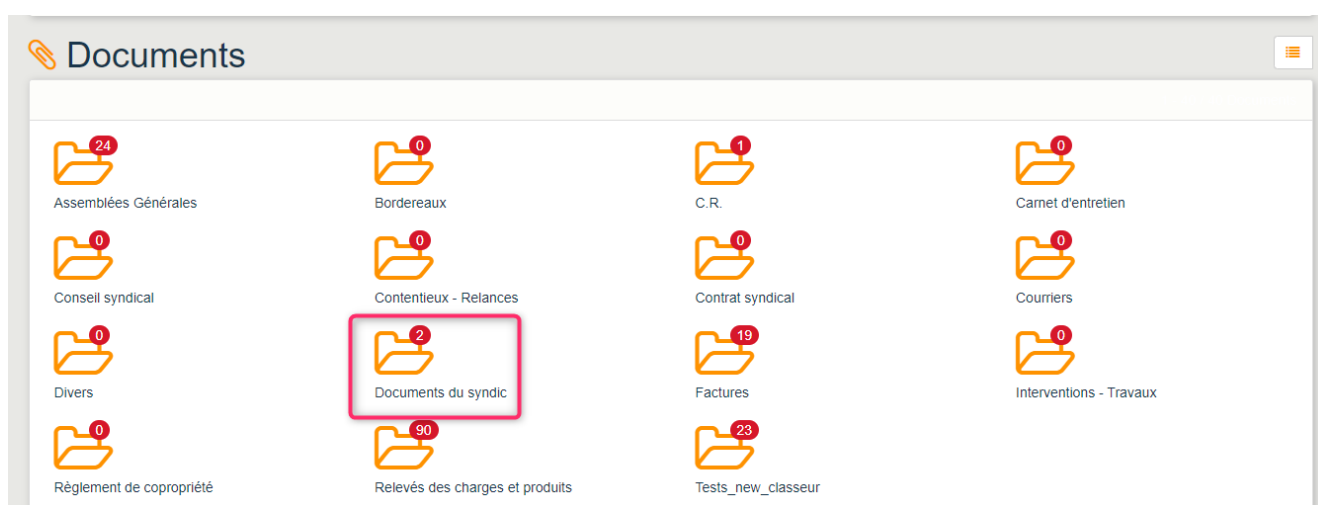 Documents
24 0 1 0
Assemblées Générales Bordereaux C.R. Carnet d'entretien
0 0 0 0
Conseil syndical Contentieux - Relances Contrat syndical Courriers
0 2 19 0
Divers Documents du syndic Factures Interventions - Travaux
0 90 23
Règlement de copropriété Relevés des charges et produits Tests_new_classeur